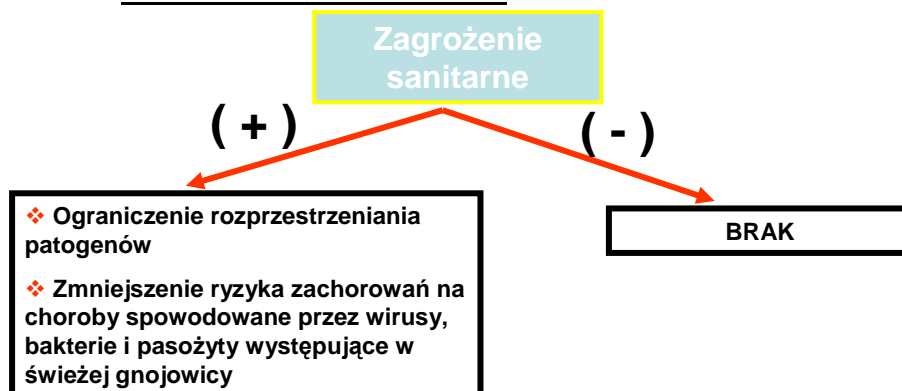 Zagrożenie
sanitarne
( + )
( - )
❖ Ograniczenie rozprzestrzeniania
patogenów
❖ Zmniejszenie ryzyka zachorowań na
choroby spowodowane przez wirusy,
bakterie i pasożyty występujące w
świeżej gnojowicy
BRAK